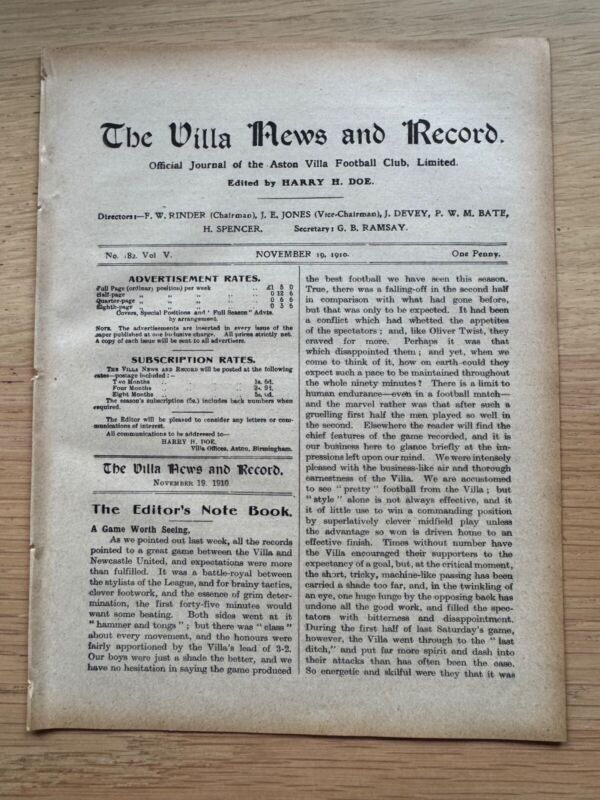 The Villa News and Record.
Official Journal of the Aston Villa Football Club, Limited.
Edited by HARRY H. DOE.
Directors:—F. W. RINDER (Chairman), J. E. JONES (Vice-Chairman), J. DEVEY, P. W. M. BATE,
H. SPENCER. Secretary: G. B. RAMSAY.
No. 182. Vol V. NOVEMBER 19, 1910. One Penny.
ADVERTISEMENT RATES.
Full Page (ordinary position) per week .. .. £1 5 0
Half-page „ „ „ .. .. 0 12 6
Quarter-page „ „ „ .. .. 0 6 6
Eighth-page „ „ „ .. .. 0 3 6
Covers, Special Positions and "Full Season" Advts.
by arrangement.
NOTE. The advertisements are inserted in every issue of the
paper published at one inclusive charge. All prices strictly net.
A copy of each issue will be sent to all advertisers.
SUBSCRIPTION RATES.
THE VILLA NEWS AND RECORD will be posted at the following
rates—postage included:—
Two Months .. .. .. 1s. 6d.
Four Months .. .. .. 2s. 9d.
Eight Months .. .. .. 5s. 0d.
The season's subscription (5s.) includes back numbers when
required.
The Editor will be pleased to consider any letters or com-
munications of interest.
All communications to be addressed to—
HARRY H. DOE,
Villa Offices, Aston, Birmingham.
The Villa News and Record.
NOVEMBER 19, 1910
The Editor's Note Book.
A Game Worth Seeing.
As we pointed out last week, all the records
pointed to a great game between the Villa and
Newcastle United, and expectations were more
than fulfilled. It was a battle-royal between
the stylists of the League, and for brainy tactics,
clever footwork, and the essence of grim deter-
mination, the first forty-five minutes would
want some beating. Both sides went at it
"hammer and tongs"; but there was "class"
about every movement, and the honours were
fairly apportioned by the Villa's lead of 3-2.
Our boys were just a shade the better, and we
have no hesitation in saying the game produced
the best football we have seen this season.
True, there was a falling-off in the second half
in comparison with what had gone before,
but that was only to be expected. It had been
a conflict which had whetted the appetites
of the spectators; and, like Oliver Twist, they
craved for more. Perhaps it was that
which disappointed them; and yet, when we
come to think of it, how on earth could they
expect such a pace to be maintained throughout
the whole ninety minutes? There is a limit to
human endurance—even in a football match—
and the marvel rather was that after such a
gruelling first half the men played so well in
the second. Elsewhere the reader will find the
chief features of the game recorded, and it is
our business here to glance briefly at the im-
pressions left upon our mind. We were intensely
pleased with the business-like air and thorough
earnestness of the Villa. We are accustomed
to see "pretty" football from the Villa; but
"style" alone is not always effective, and it
it of little use to win a commanding position
by superlatively clever midfield play unless
the advantage so won is driven home to an
effective finish. Times without number have
the Villa encouraged their supporters to the
expectancy of a goal, but, at the critical moment,
the short, tricky, machine-like passing has been
carried a shade too far, and, in the twinkling of
an eye, one huge lunge by the opposing back has
undone all the good work, and filled the spec-
tators with bitterness and disappointment.
During the first half of last Saturday's game,
however, the Villa went through to the "last
ditch," and put far more spirit and dash into
their attacks than has often been the case.
So energetic and skilful were they that it was